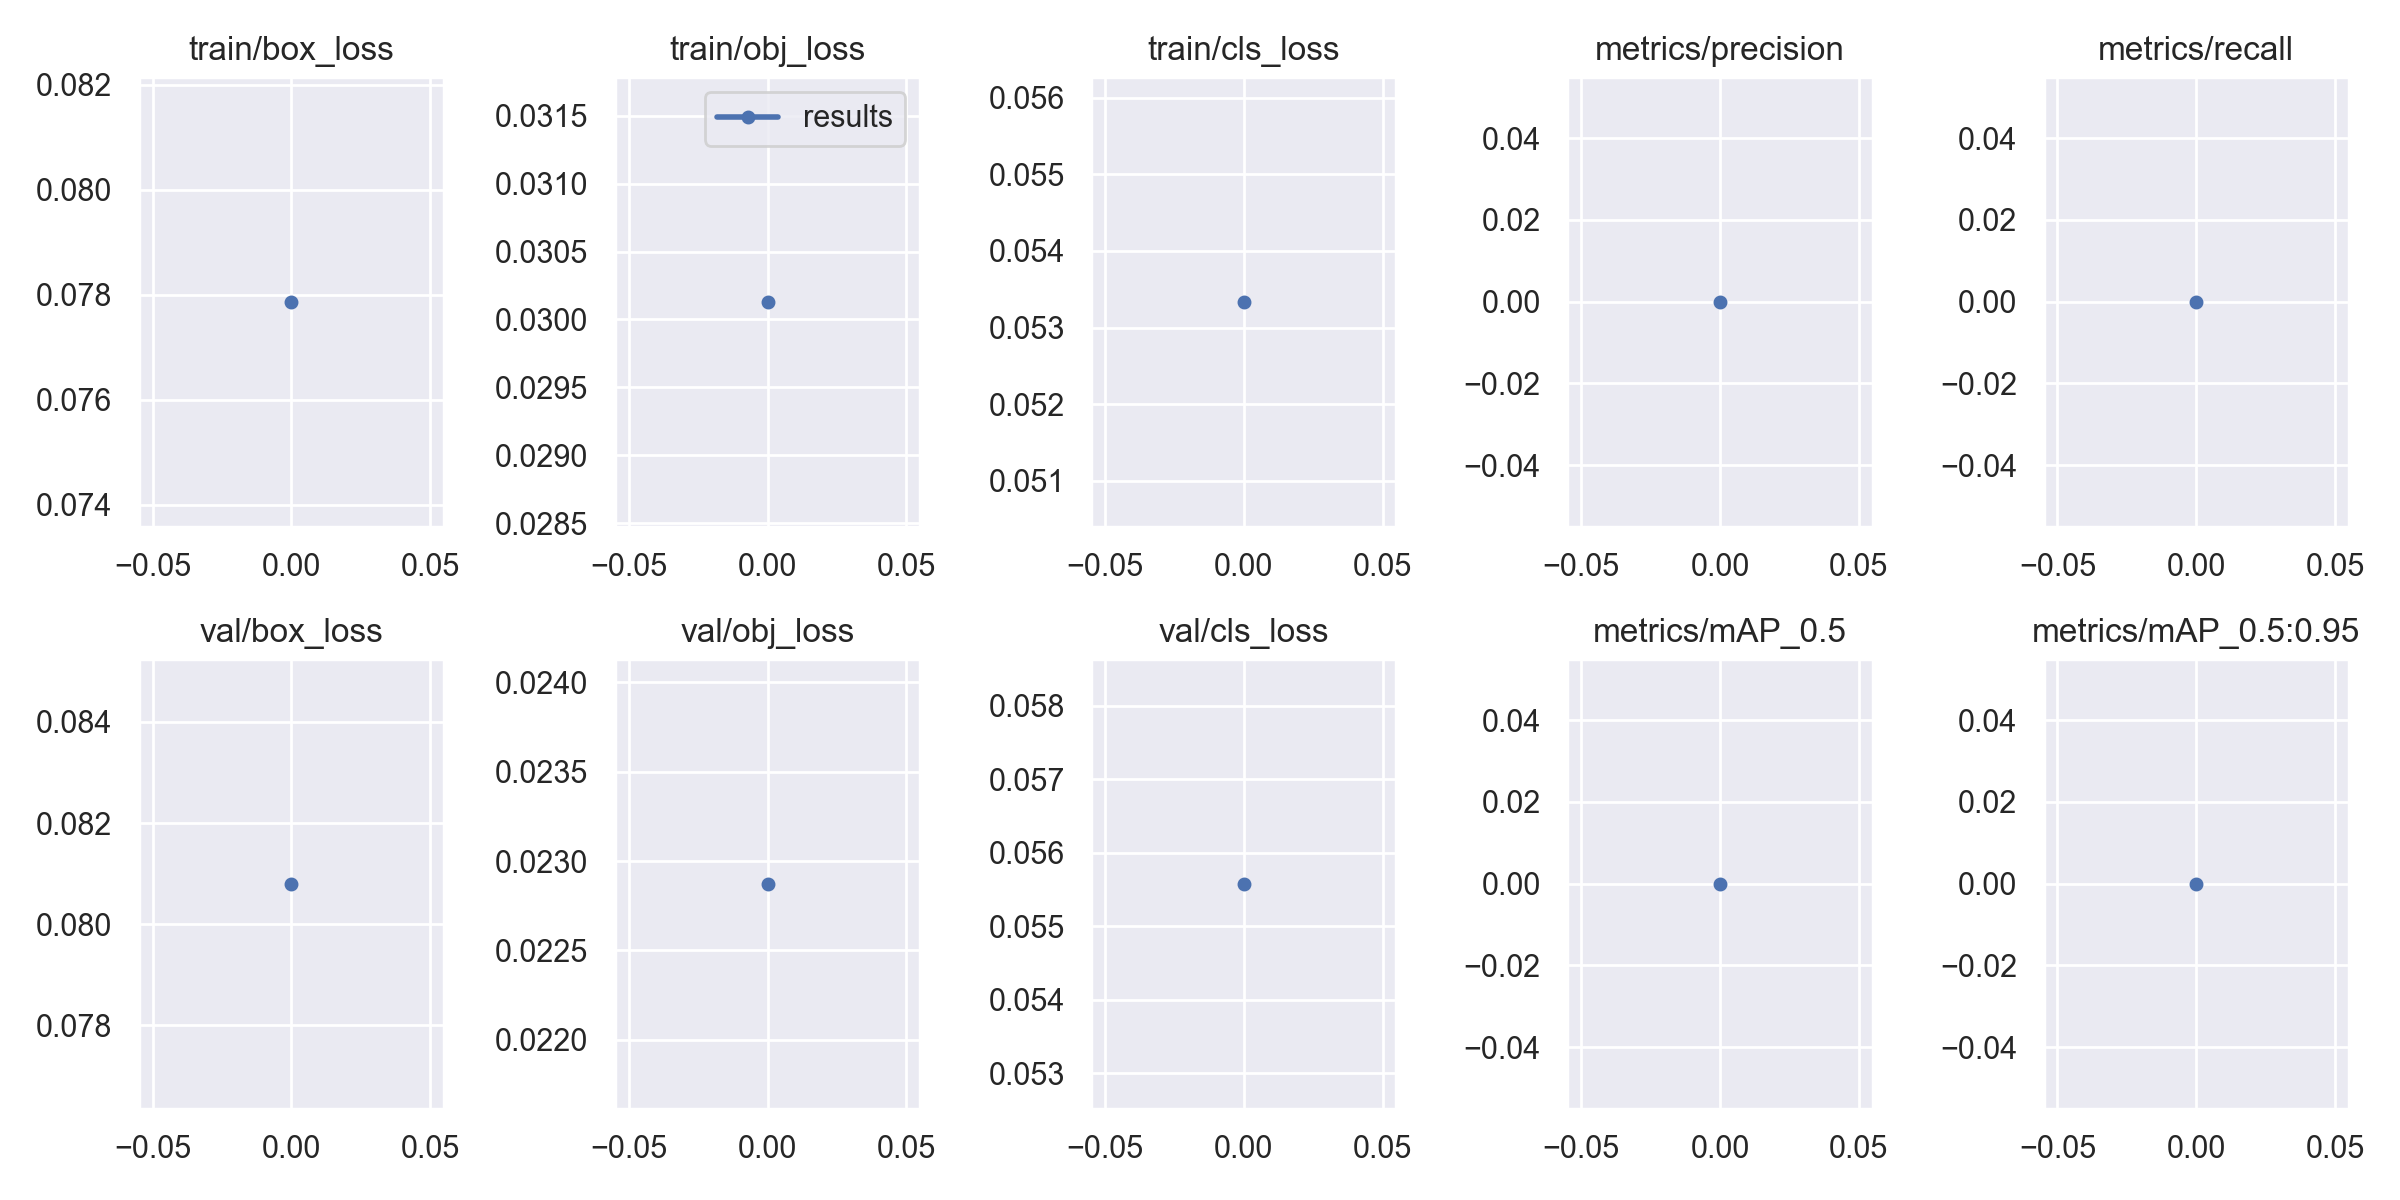 train/box_loss
0.082
0.080
0.078
0.076
0.074
−0.05 0.00 0.05
train/obj_loss
results
0.0315
0.0310
0.0305
0.0300
0.0295
0.0290
0.0285
−0.05 0.00 0.05
train/cls_loss
0.056
0.055
0.054
0.053
0.052
0.051
−0.05 0.00 0.05
metrics/precision
0.04
0.02
0.00
−0.02
−0.04
−0.05 0.00 0.05
metrics/recall
0.04
0.02
0.00
−0.02
−0.04
−0.05 0.00 0.05
val/box_loss
0.084
0.082
0.080
0.078
−0.05 0.00 0.05
val/obj_loss
0.0240
0.0235
0.0230
0.0225
0.0220
−0.05 0.00 0.05
val/cls_loss
0.058
0.057
0.056
0.055
0.054
0.053
−0.05 0.00 0.05
metrics/mAP_0.5
0.04
0.02
0.00
−0.02
−0.04
−0.05 0.00 0.05
metrics/mAP_0.5:0.95
0.04
0.02
0.00
−0.02
−0.04
−0.05 0.00 0.05